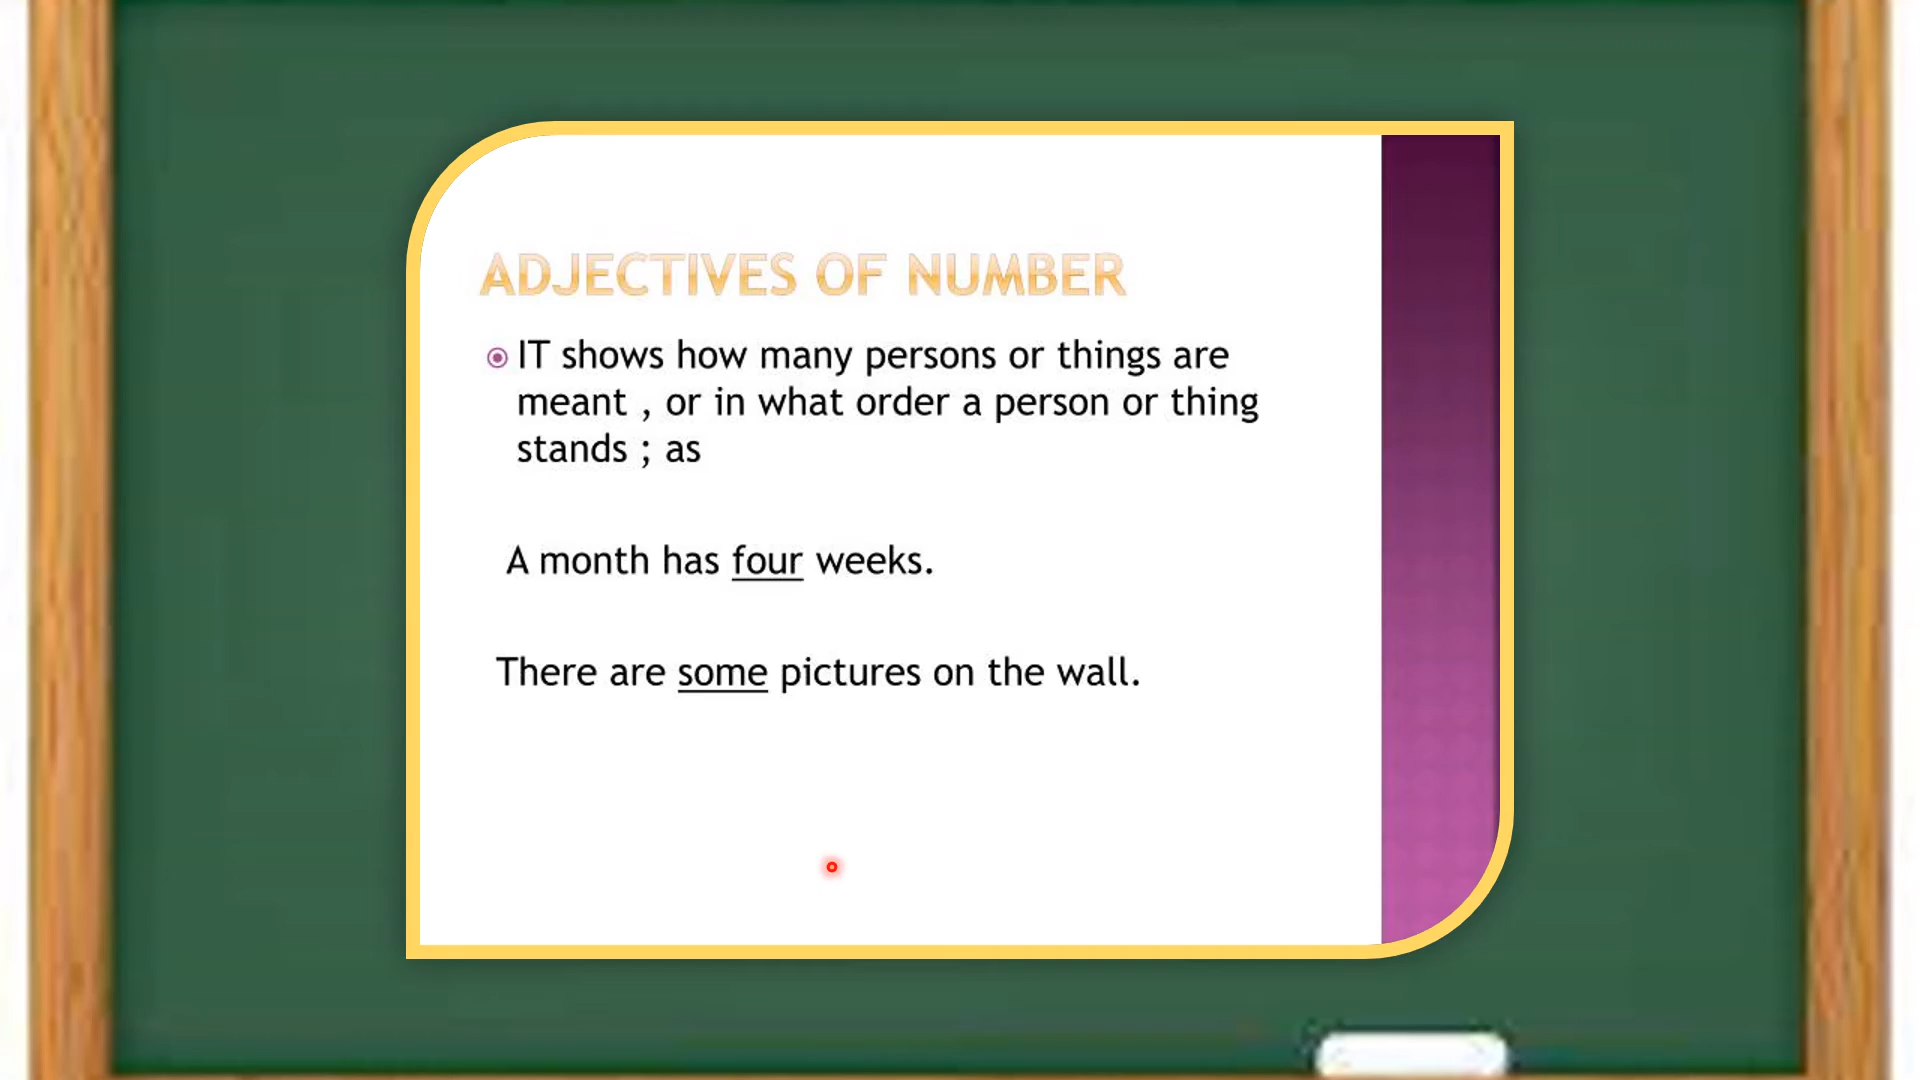 ADJECTIVES OF NUMBER
IT shows how many persons or things are
meant , or in what order a person or thing
stands ; as
A month has four weeks.
There are some pictures on the wall.